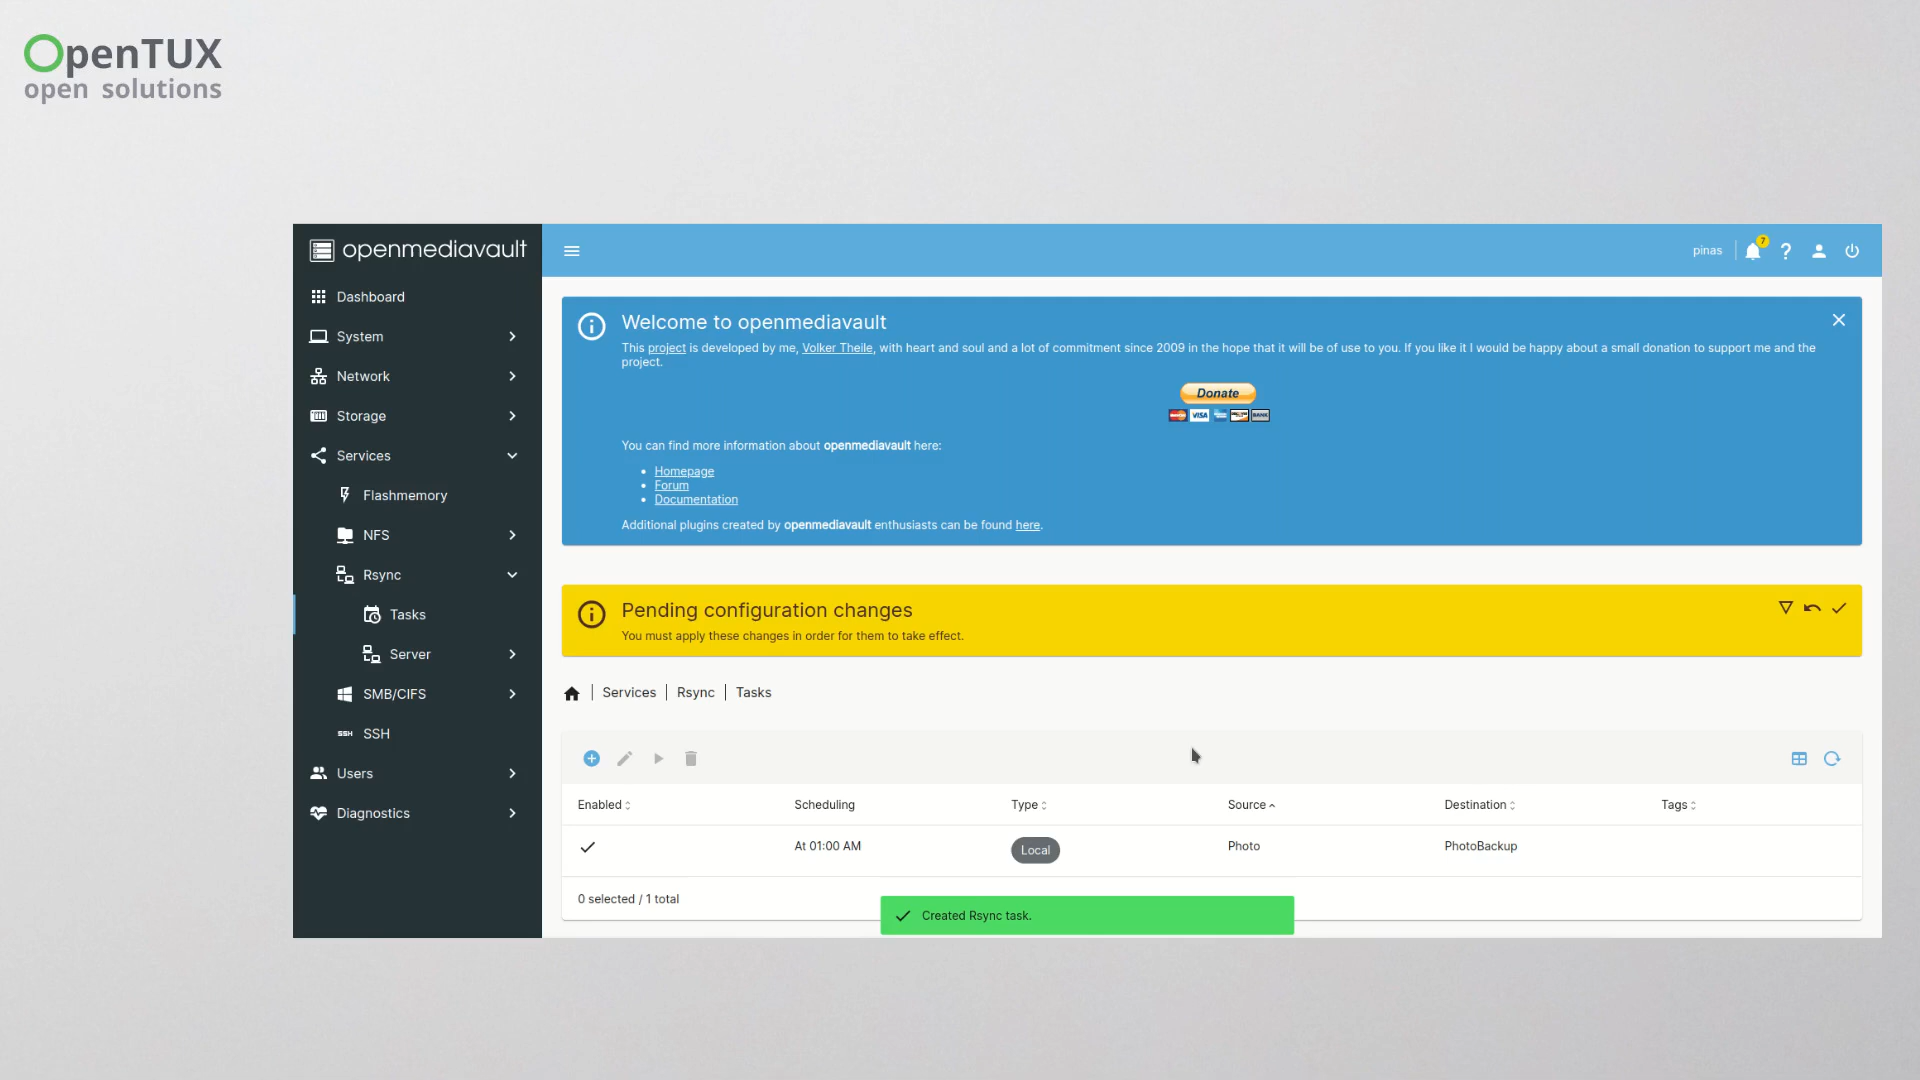 OpenTUX
open solutions
openmediavault
pinas
7
Dashboard
System
Network
Storage
Services
Flashmemory
NFS
Rsync
Tasks
Server
SMB/CIFS
SSH
Users
Diagnostics
Welcome to openmediavault
This project is developed by me, Volker Theile, with heart and soul and a lot of commitment since 2009 in the hope that it will be of use to you. If you like it I would be happy about a small donation to support me and the
project.
Donate
VISA
BANK
You can find more information about openmediavault here:
Homepage
Forum
Documentation
Additional plugins created by openmediavault enthusiasts can be found here.
Pending configuration changes
You must apply these changes in order for them to take effect.
Services | Rsync | Tasks
Enabled Scheduling Type Source Destination Tags
At 01:00 AM Local Photo PhotoBackup
0 selected / 1 total
Created Rsync task.